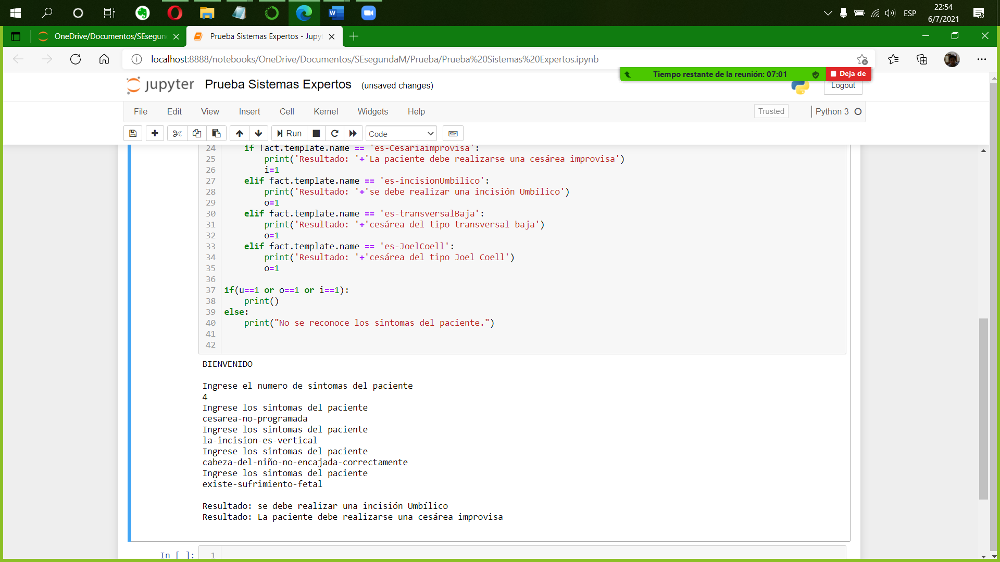 ESP
22:54
6/7/2021
OneDrive/Documentos/SEsegun
Prueba Sistemas Expertos - Jupyt
localhost:8888/notebooks/OneDrive/Documentos/SEsegundaM/Prueba/Prueba%20Sistemas%20Expertos.ipynb
Tiempo restante de la reunión: 07:01
Deja de
jupyter Prueba Sistemas Expertos (unsaved changes)
Logout
File Edit View Insert Cell Kernel Widgets Help
Trusted
Python 3
Run
Code
24 if fact.template.name == 'es-Cesariaimprovisa':
25 print('Resultado: '+'La paciente debe realizarse una cesárea improvisa')
26 i=1
27 elif fact.template.name == 'es-incisionUmbilico':
28 print('Resultado: '+'se debe realizar una incisión Umbílico')
29 o=1
30 elif fact.template.name == 'es-transversalBaja':
31 print('Resultado: '+'cesárea del tipo transversal baja')
32 o=1
33 elif fact.template.name == 'es-JoelCoell':
34 print('Resultado: '+'cesárea del tipo Joel Coell')
35 o=1
36
37 if(u==1 or o==1 or i==1):
38 print()
39 else:
40 print("No se reconoce los sintomas del paciente.")
41
42
BIENVENIDO
Ingrese el numero de sintomas del paciente
4
Ingrese los sintomas del paciente
cesarea-no-programada
Ingrese los sintomas del paciente
la-incision-es-vertical
Ingrese los sintomas del paciente
cabeza-del-niño-no-encajada-correctamente
Ingrese los sintomas del paciente
existe-sufrimiento-fetal
Resultado: se debe realizar una incisión Umbílico
Resultado: La paciente debe realizarse una cesárea improvisa
In [ ]: 1